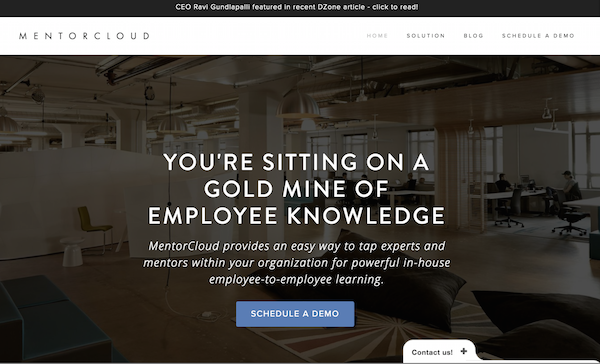 CEO Ravi Gundlapalli featured in recent DZone article - click to read!
MENTORCLOUD
HOME SOLUTION BLOG SCHEDULE A DEMO
YOU'RE SITTING ON A
GOLD MINE OF
EMPLOYEE KNOWLEDGE
MentorCloud provides an easy way to tap experts and
mentors within your organization for powerful in-house
employee-to-employee learning.
SCHEDULE A DEMO
Contact us! +